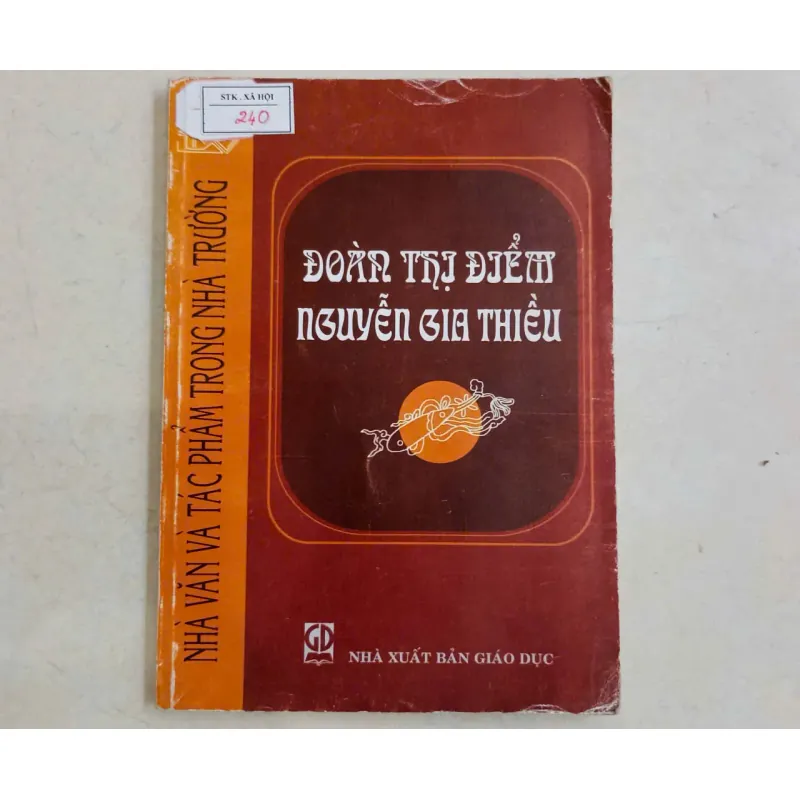 STK. XÃ HỘI
240
NHÀ VĂN VÀ TÁC PHẨM TRONG NHÀ TRƯỜNG
ĐOÀN THỊ ĐIỂM
NGUYỄN GIA THIỀU
GD
NHÀ XUẤT BẢN GIÁO DỤC